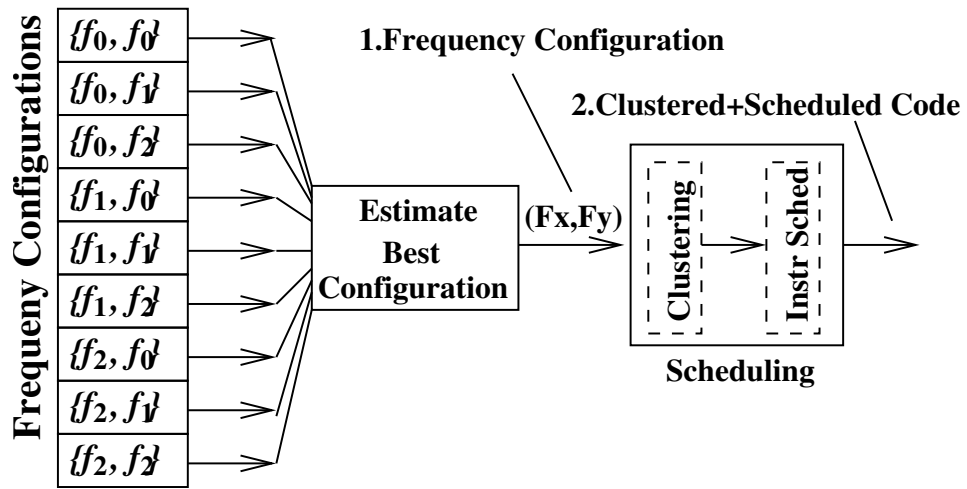 Frequeny Configurations
{f0, f0}
{f0, f1}
{f0, f2}
{f1, f0}
{f1, f1}
{f1, f2}
{f2, f0}
{f2, f1}
{f2, f2}
Estimate
Best
Configuration
1.Frequency Configuration
(Fx,Fy)
2.Clustered+Scheduled Code
Clustering
Instr Sched
Scheduling